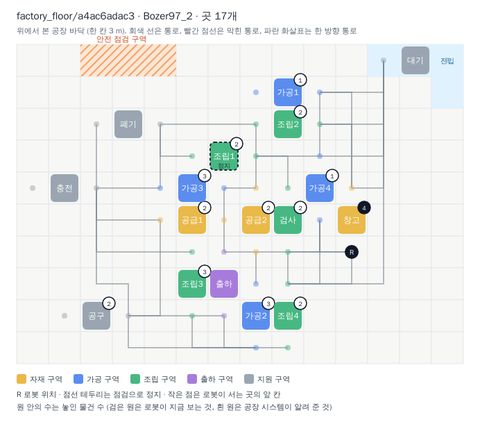 factory_floor/a4ac6adac3 · Bozer97_2 · 곳 17개
위에서 본 공장 바닥 (한 칸 3 m). 회색 선은 통로, 빨간 점선은 막힌 통로, 파란 화살표는 한 방향 통로
안전 점검 구역
대기
전입
가공1 1
폐기
조립2 2
조립1 2
정지
충전
가공3 3
가공4 1
공급1 2
공급2 2
검사 2
창고 4
R
조립3 3
출하
공구 2
가공2 3
조립4 2
자재 구역 가공 구역 조립 구역 출하 구역 지원 구역
R 로봇 위치 · 점선 테두리는 점검으로 정지 · 작은 점은 로봇이 서는 곳의 앞 칸
원 안의 수는 놓인 물건 수 (검은 원은 로봇이 지금 보는 것, 흰 원은 공장 시스템이 알려 준 것)